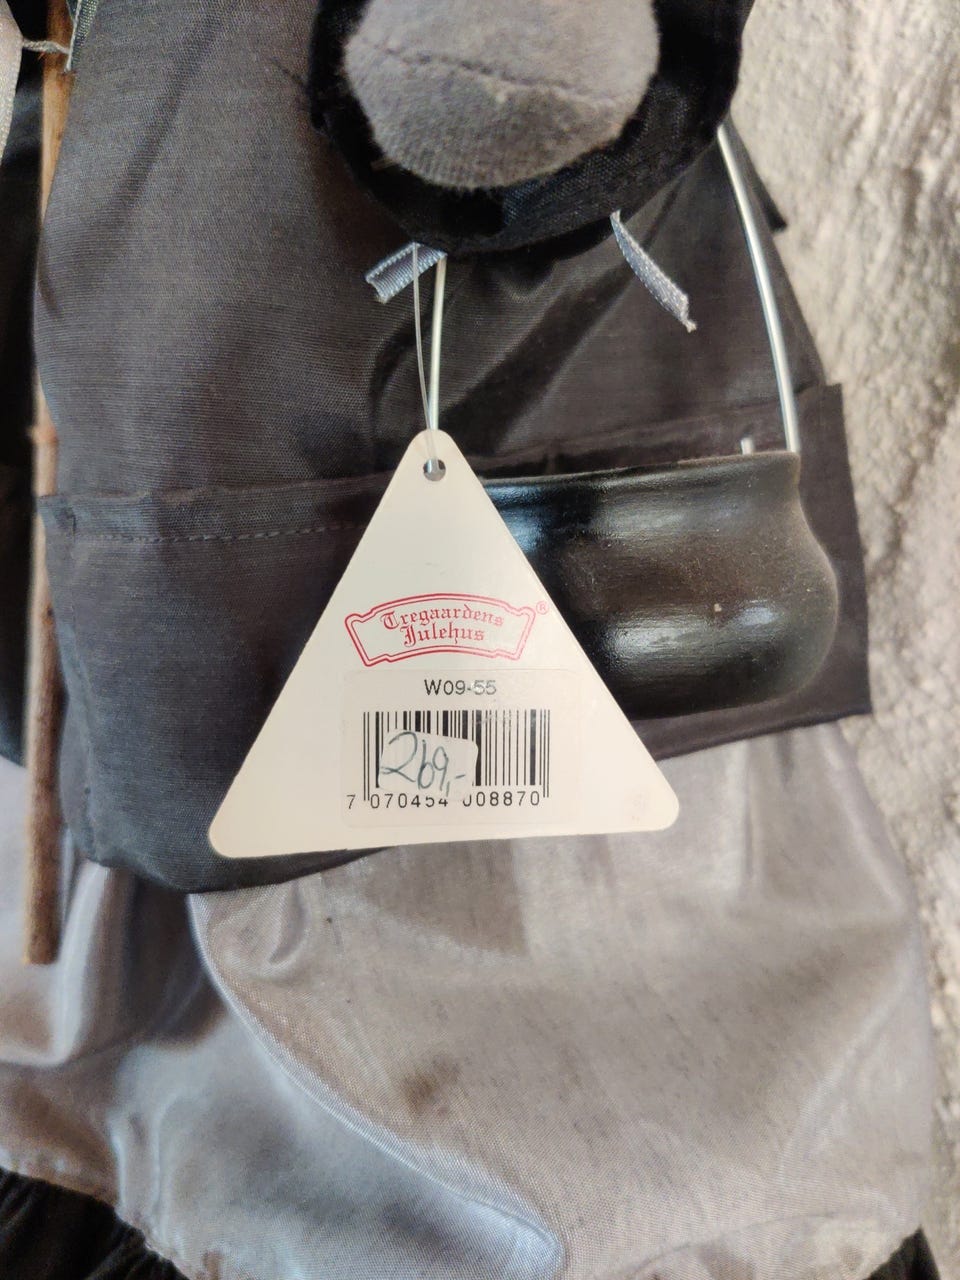 Tregaardens®
Julehus
W09-55
269,-
7 070454 008870